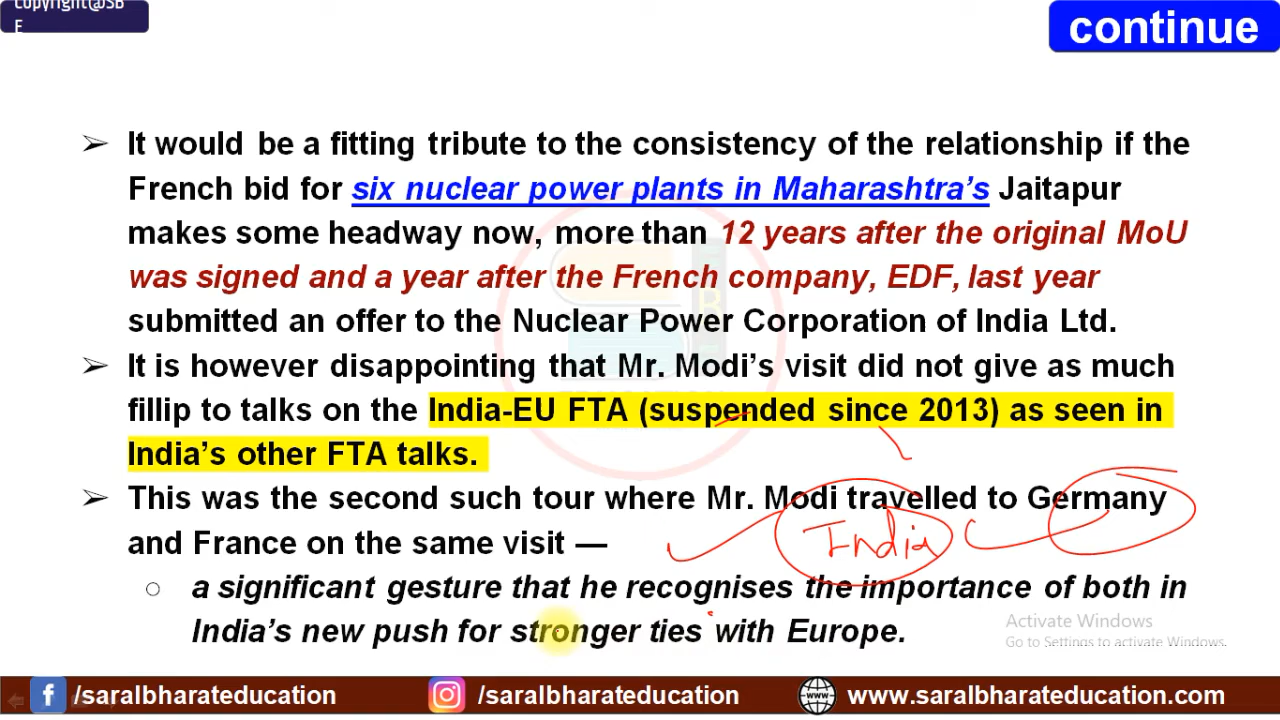 Copyright@SB
E
continue
➢ It would be a fitting tribute to the consistency of the relationship if the
French bid for six nuclear power plants in Maharashtra’s Jaitapur
makes some headway now, more than 12 years after the original MoU
was signed and a year after the French company, EDF, last year
submitted an offer to the Nuclear Power Corporation of India Ltd.
➢ It is however disappointing that Mr. Modi’s visit did not give as much
fillip to talks on the India-EU FTA (suspended since 2013) as seen in
India’s other FTA talks.
➢ This was the second such tour where Mr. Modi travelled to Germany
and France on the same visit —
India
○ a significant gesture that he recognises the importance of both in
India’s new push for stronger ties with Europe.
Activate Windows
Go to Settings to activate Windows.
/saralbharateducation
/saralbharateducation
www.saralbharateducation.com